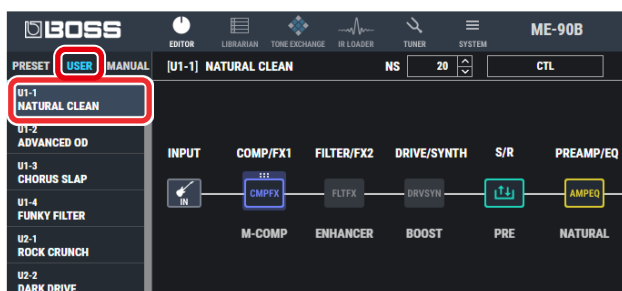 BOSS
EDITOR
LIBRARIAN
TONE EXCHANGE
IR LOADER
TUNER
SYSTEM
ME-90B
PRESET USER MANUAL
[U1-1] NATURAL CLEAN
NS 20
CTL
U1-1
NATURAL CLEAN
U1-2
ADVANCED OD
U1-3
CHORUS SLAP
U1-4
FUNKY FILTER
U2-1
ROCK CRUNCH
U2-2
DARK DRIVE
INPUT COMP/FX1 FILTER/FX2 DRIVE/SYNTH S/R PREAMP/EQ
IN CMPFX FLTFX DRVSYN AMPEQ
M-COMP ENHANCER BOOST PRE NATURAL